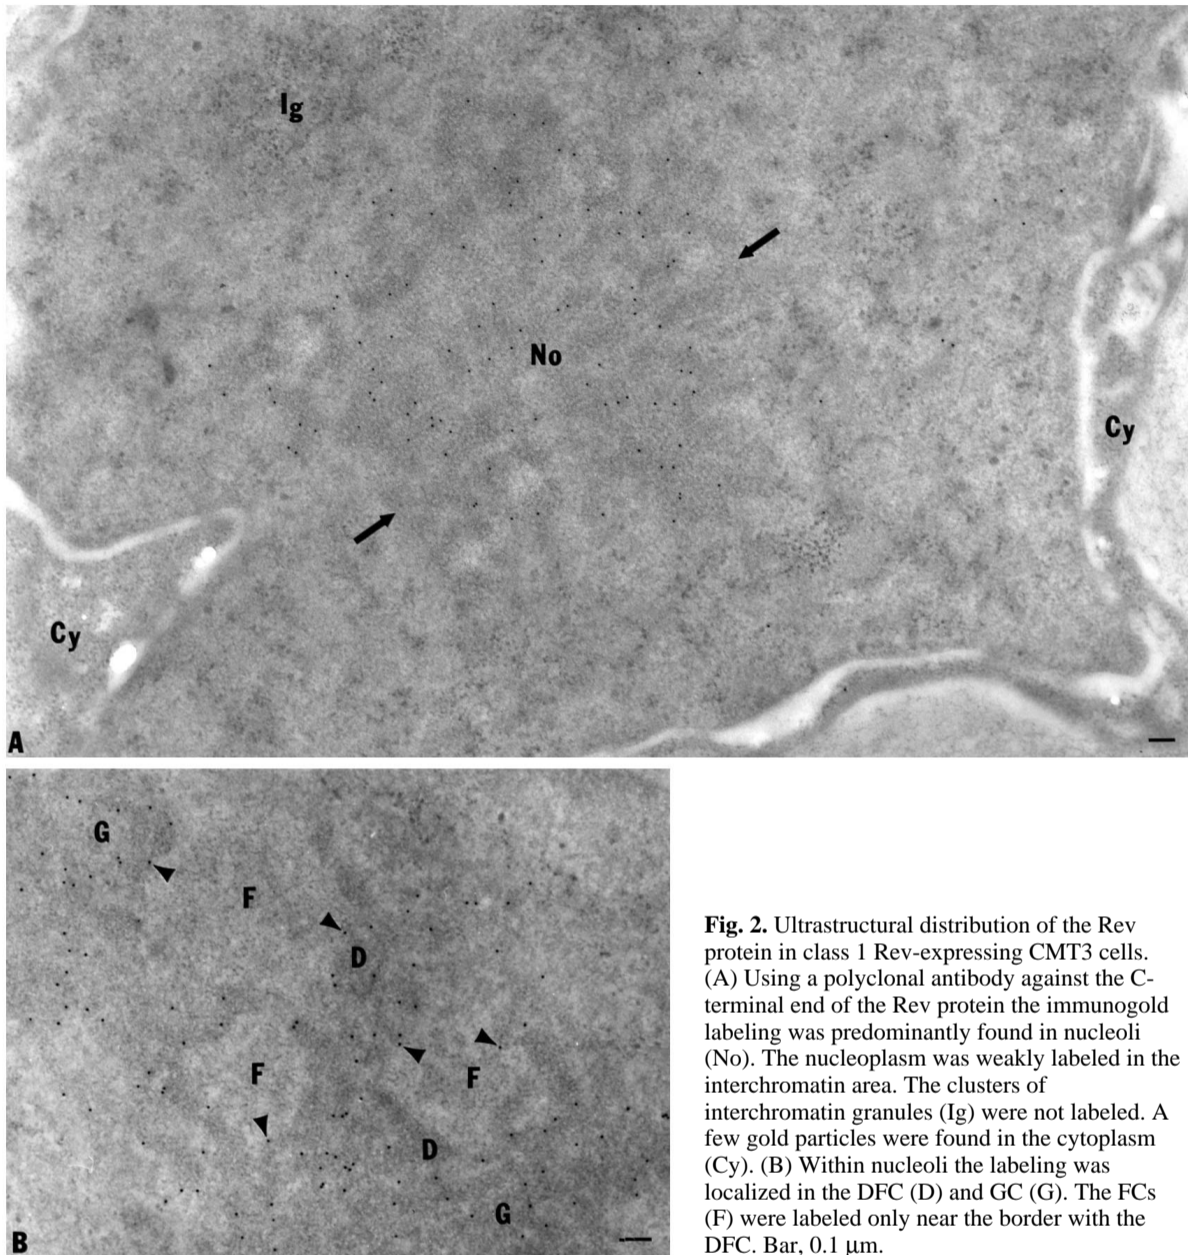 Ig
No
Cy
Cy
A
G
F
D
F
F
D
G
B
Fig. 2. Ultrastructural distribution of the Rev
protein in class 1 Rev-expressing CMT3 cells.
(A) Using a polyclonal antibody against the C-
terminal end of the Rev protein the immunogold
labeling was predominantly found in nucleoli
(No). The nucleoplasm was weakly labeled in the
interchromatin area. The clusters of
interchromatin granules (Ig) were not labeled. A
few gold particles were found in the cytoplasm
(Cy). (B) Within nucleoli the labeling was
localized in the DFC (D) and GC (G). The FCs
(F) were labeled only near the border with the
DFC. Bar, 0.1 μm.